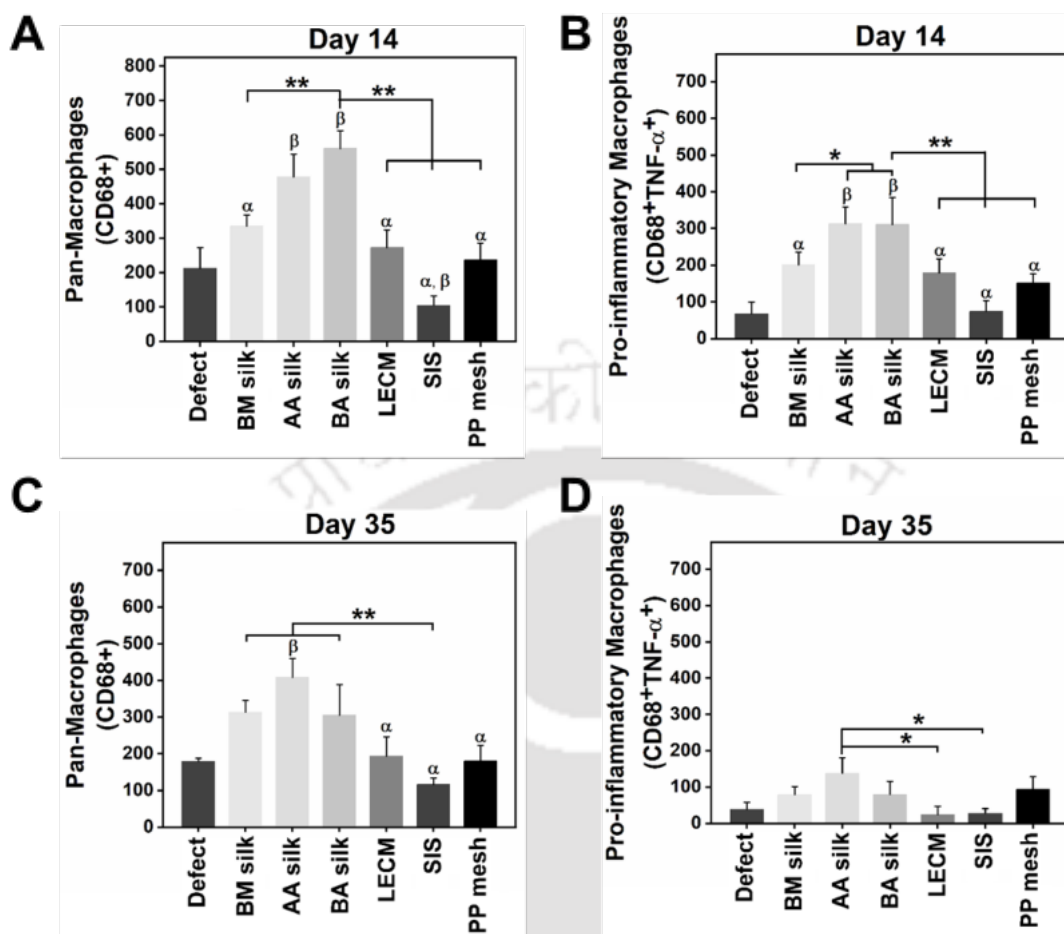 A
Day 14
Pan-Macrophages
(CD68+)
800
700
600
500
400
300
200
100
0
**
**
α
β
β
α
α, β
α
Defect
BM silk
AA silk
BA silk
LECM
SIS
PP mesh
B
Day 14
Pro-inflammatory Macrophages
(CD68⁺TNF-α⁺)
700
600
500
400
300
200
100
0
*
**
α
β
β
α
α
α
Defect
BM silk
AA silk
BA silk
LECM
SIS
PP mesh
C
Day 35
Pan-Macrophages
(CD68+)
700
600
500
400
300
200
100
0
**
β
α
α
α
Defect
BM silk
AA silk
BA silk
LECM
SIS
PP mesh
D
Day 35
Pro-inflammatory Macrophages
(CD68⁺TNF-α⁺)
700
600
500
400
300
200
100
0
*
*
Defect
BM silk
AA silk
BA silk
LECM
SIS
PP mesh